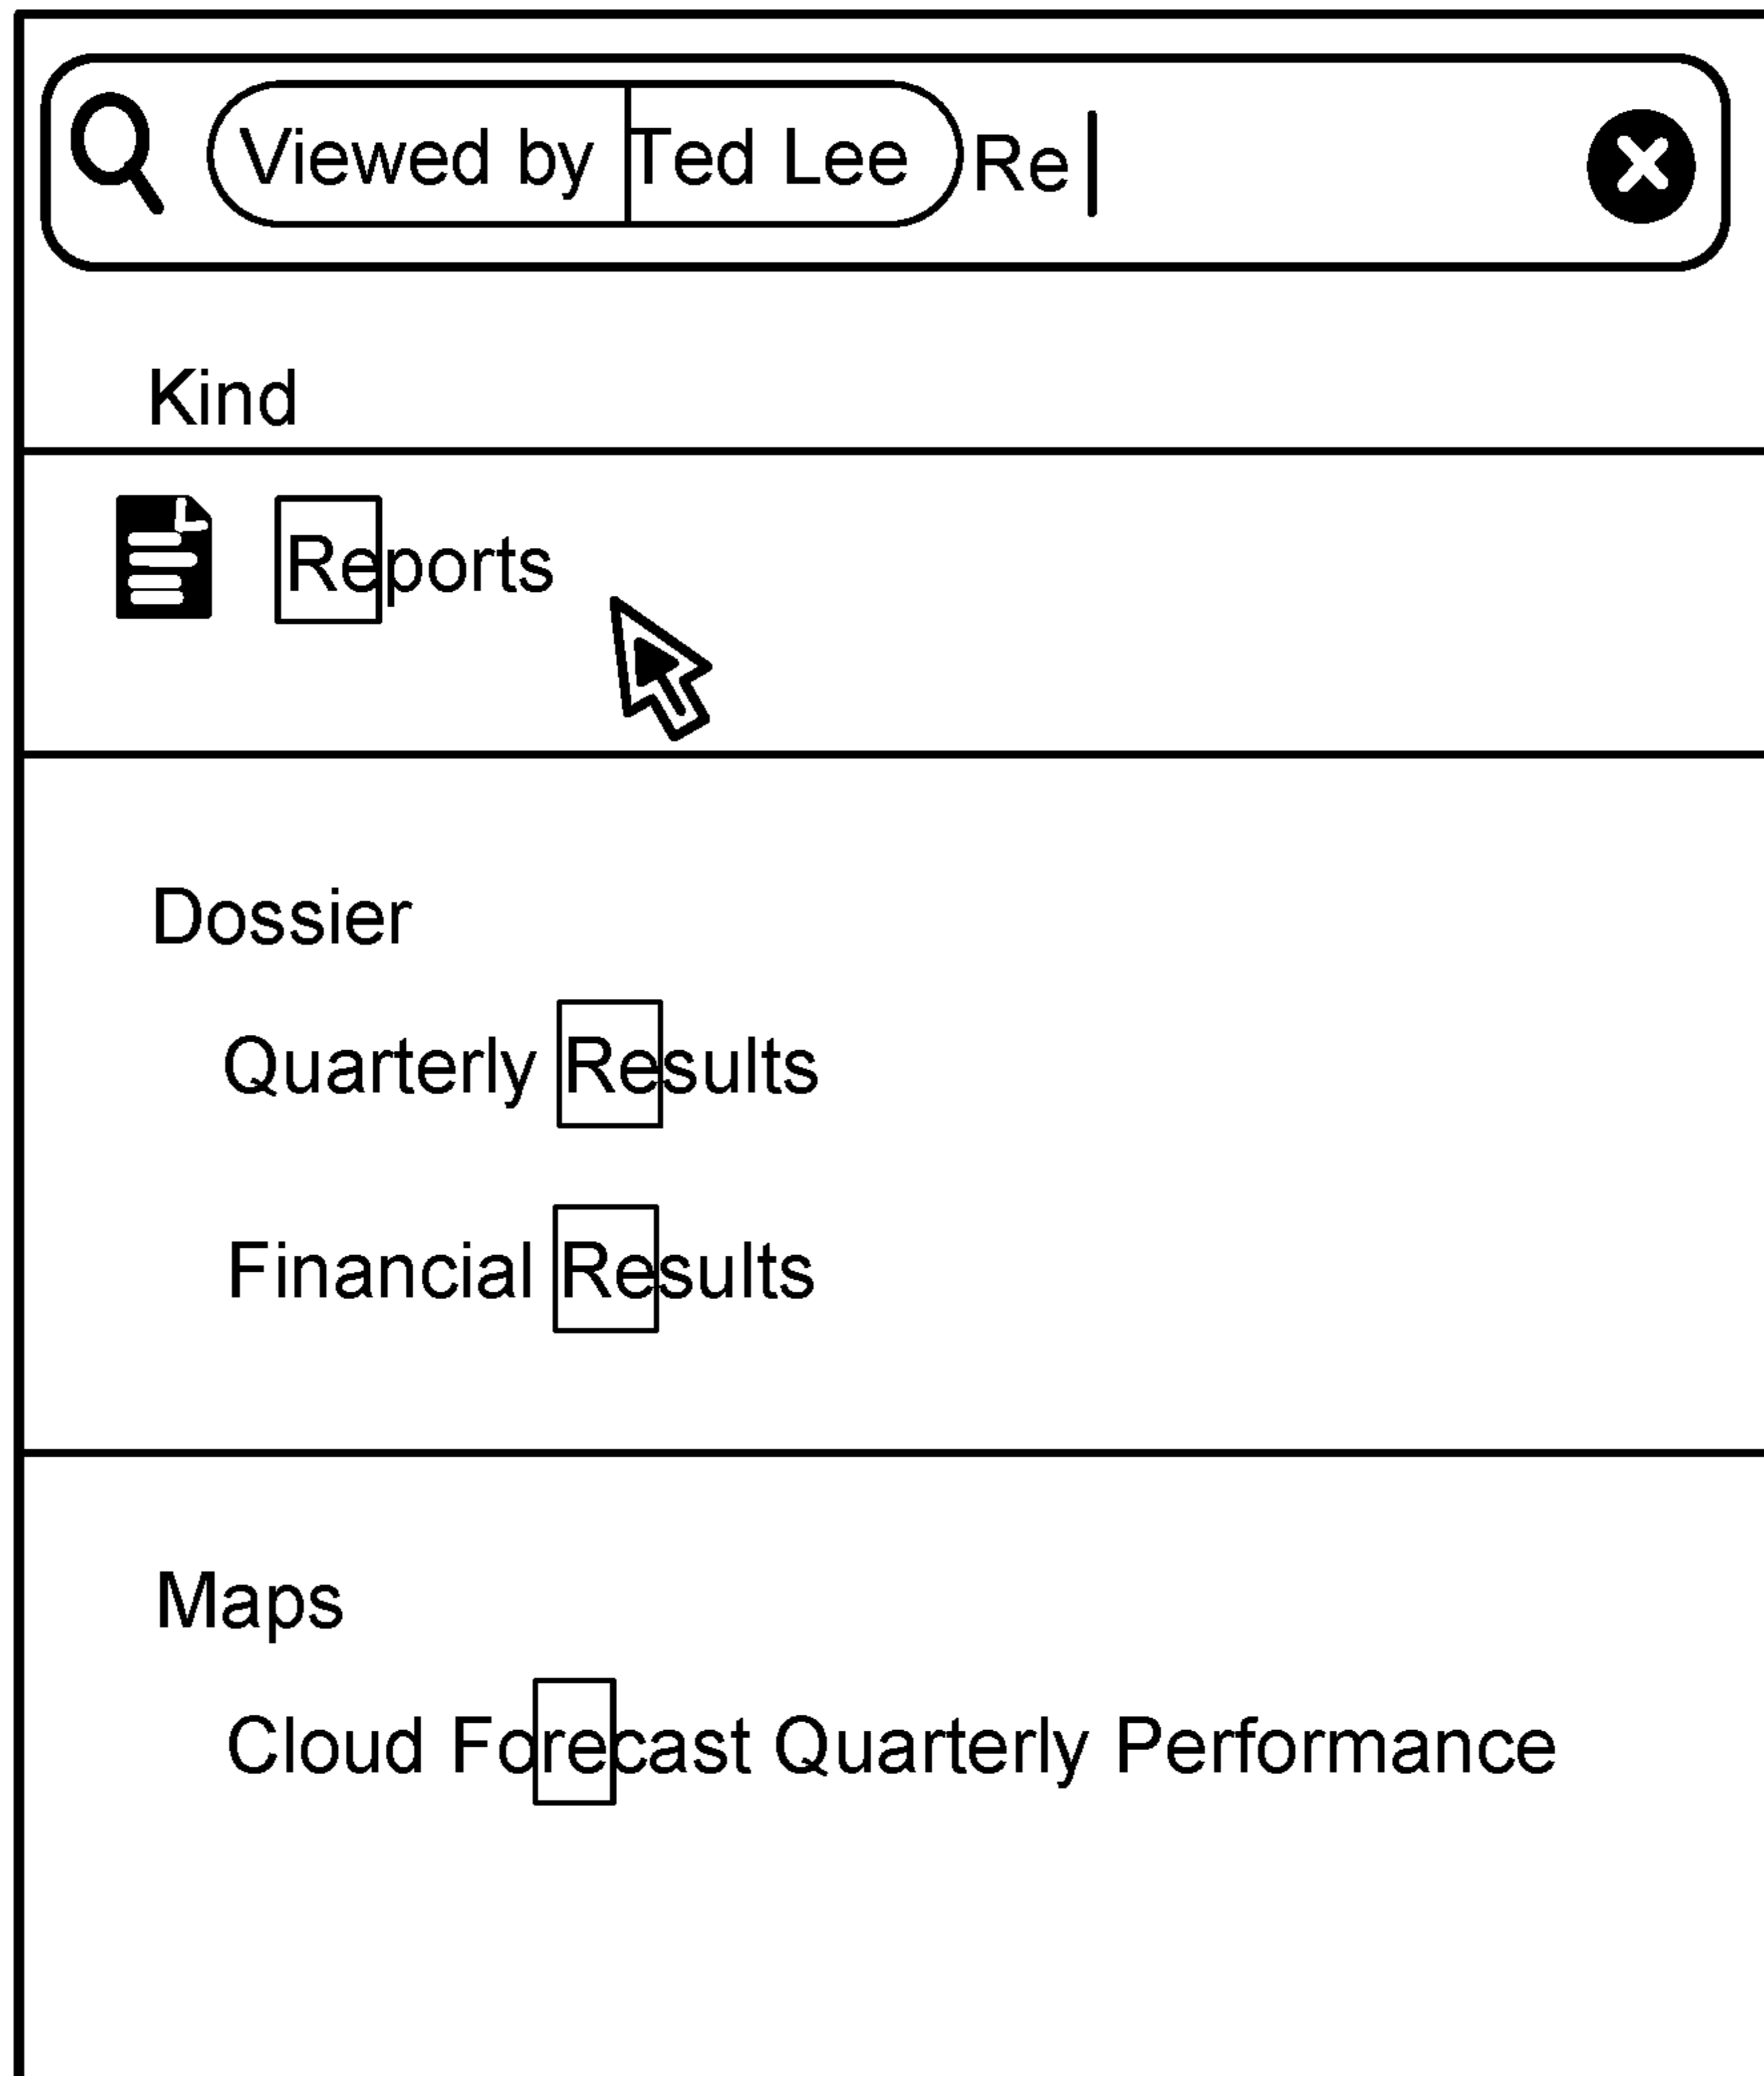 Viewed by Ted Lee Re
Kind
Reports
Dossier
Quarterly Results
Financial Results
Maps
Cloud Forecast Quarterly Performance